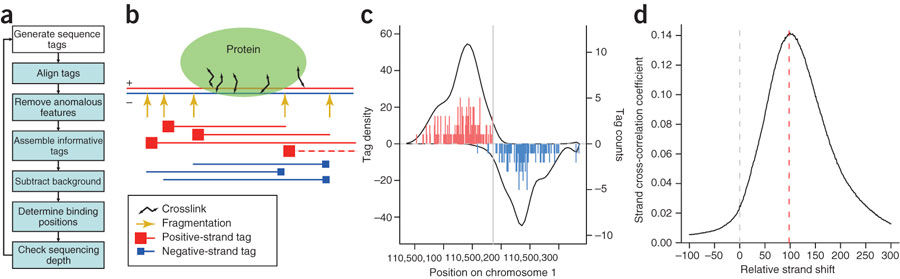 a
Generate sequence
tags
Align tags
Remove anomalous
features
Assemble informative
tags
Subtract background
Determine binding
positions
Check sequencing
depth
b
Protein
+
–
Crosslink
Fragmentation
Positive-strand tag
Negative-strand tag
c
60
40
20
0
–20
–40
Tag density
10
5
0
–5
–10
Tag counts
110,500,100
110,500,200
110,500,300
Position on chromosome 1
d
0.14
0.12
0.10
0.08
0.06
0.04
0.02
0.00
Strand cross-correlation coefficient
–100
–50
0
50
100
150
200
250
300
Relative strand shift